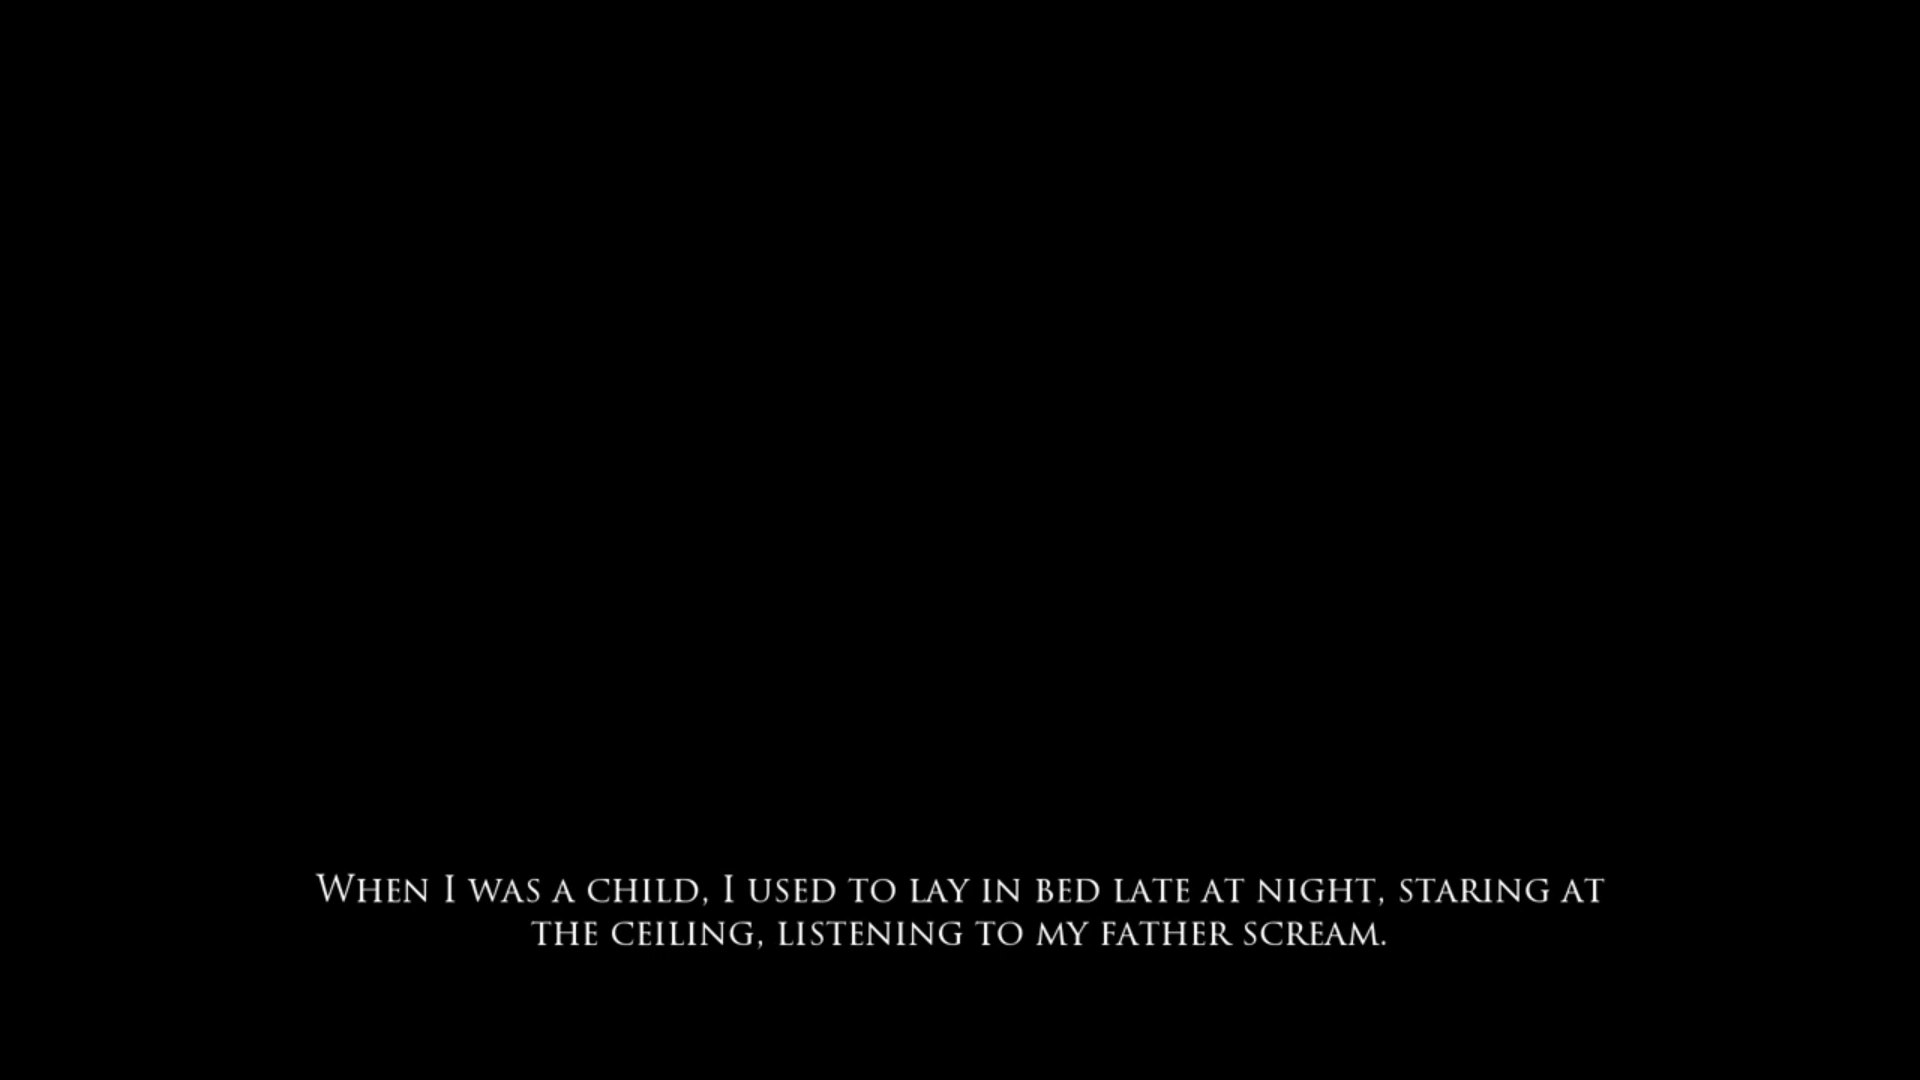 When I was a child, I used to lay in bed late at night, staring at
the ceiling, listening to my father scream.